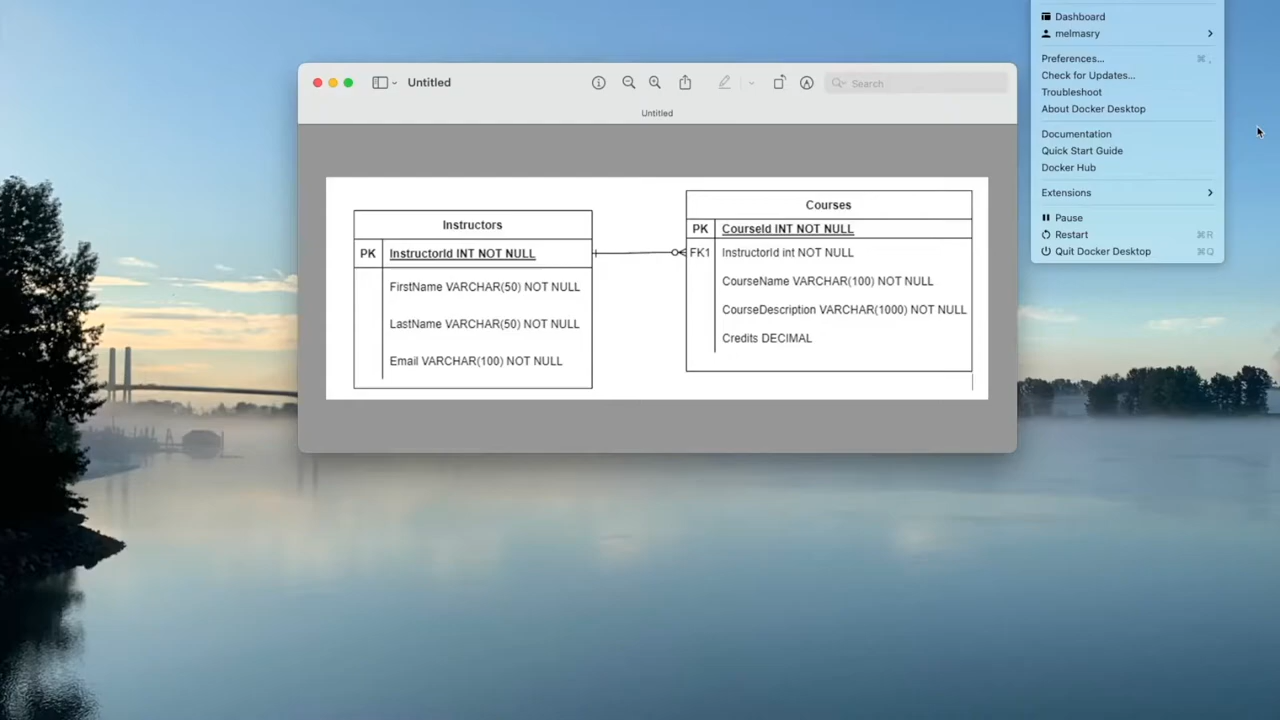 Dashboard
melmasry
Preferences... ⌘ ,
Check for Updates...
Troubleshoot
About Docker Desktop
Documentation
Quick Start Guide
Docker Hub
Extensions
Pause
Restart ⌘R
Quit Docker Desktop ⌘Q
Untitled
Search
Untitled
Instructors
PK InstructorId INT NOT NULL
FirstName VARCHAR(50) NOT NULL
LastName VARCHAR(50) NOT NULL
Email VARCHAR(100) NOT NULL
Courses
PK CourseId INT NOT NULL
FK1 InstructorId int NOT NULL
CourseName VARCHAR(100) NOT NULL
CourseDescription VARCHAR(1000) NOT NULL
Credits DECIMAL